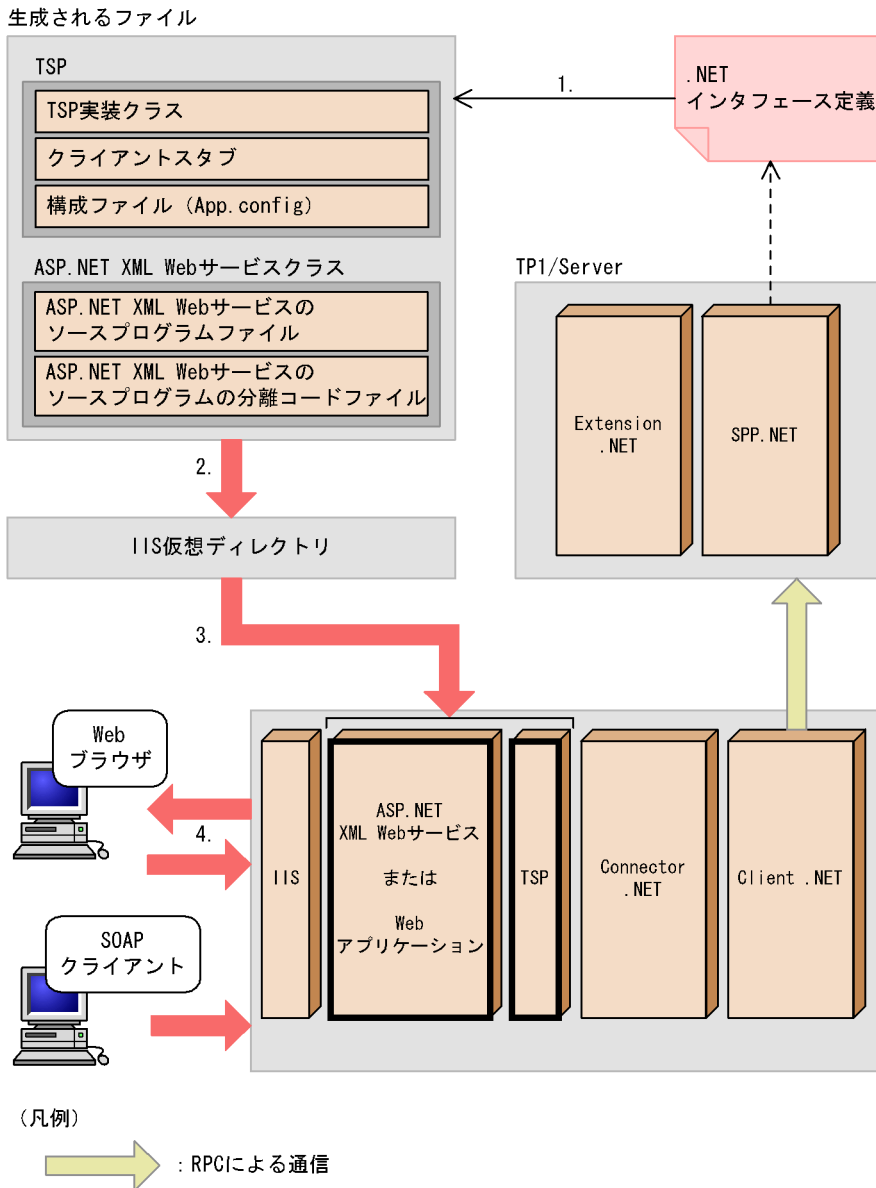 生成されるファイル
TSP
TSP実装クラス
クライアントスタブ
構成ファイル（App.config）
ASP.NET XML Webサービスクラス
ASP.NET XML Webサービスの
ソースプログラムファイル
ASP.NET XML Webサービスの
ソースプログラムの分離コードファイル
1.
.NET
インタフェース定義
TP1/Server
Extension
.NET
SPP.NET
2.
IIS仮想ディレクトリ
3.
Web
ブラウザ
4.
SOAP
クライアント
IIS
ASP.NET
XML Webサービス
または
Web
アプリケーション
TSP
Connector
.NET
Client .NET
（凡例）
：RPCによる通信